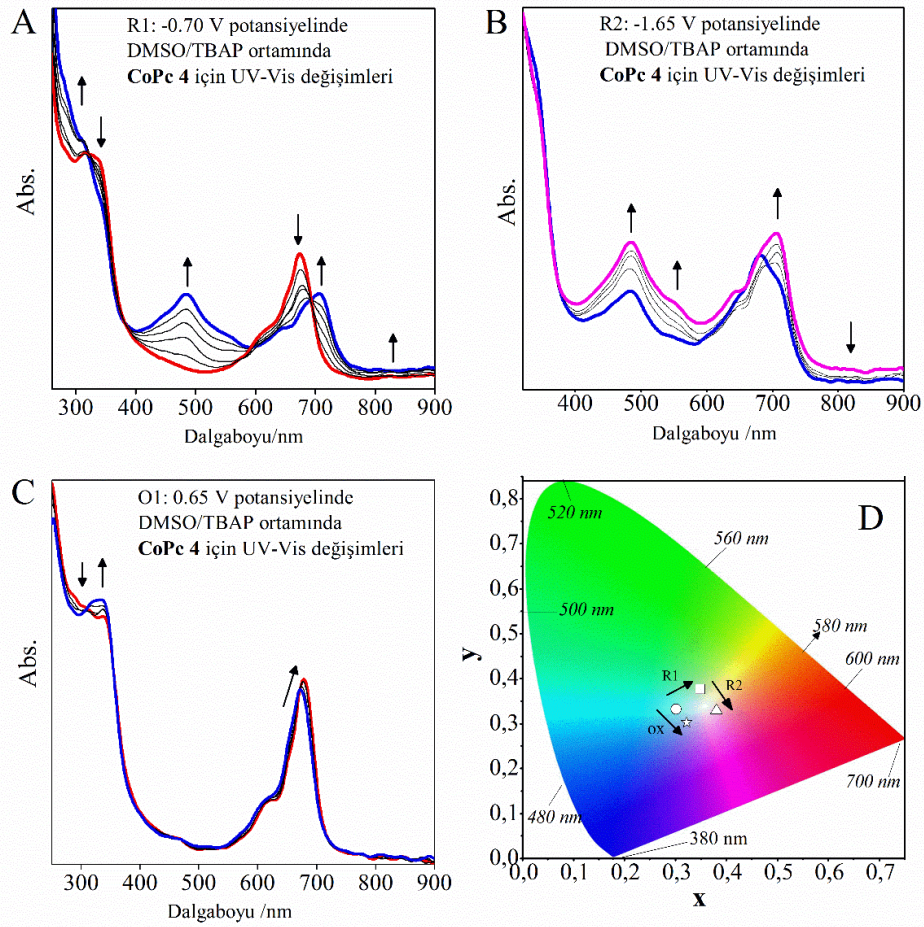 A
R1: -0.70 V potansiyelinde
DMSO/TBAP ortamında
CoPc 4 için UV-Vis değişimleri
Abs.
300 400 500 600 700 800 900
Dalgaboyu/nm
B
R2: -1.65 V potansiyelinde
DMSO/TBAP ortamında
CoPc 4 için UV-Vis değişimleri
Abs.
400 500 600 700 800 900
Dalgaboyu/nm
C
O1: 0.65 V potansiyelinde
DMSO/TBAP ortamında
CoPc 4 için UV-Vis değişimleri
Abs.
300 400 500 600 700 800 900
Dalgaboyu /nm
D
0,8
0,7
0,6
0,5
0,4
0,3
0,2
0,1
0,0
y
520 nm
560 nm
500 nm
580 nm
600 nm
R1
R2
ox
700 nm
480 nm
380 nm
0,0 0,1 0,2 0,3 0,4 0,5 0,6 0,7
x